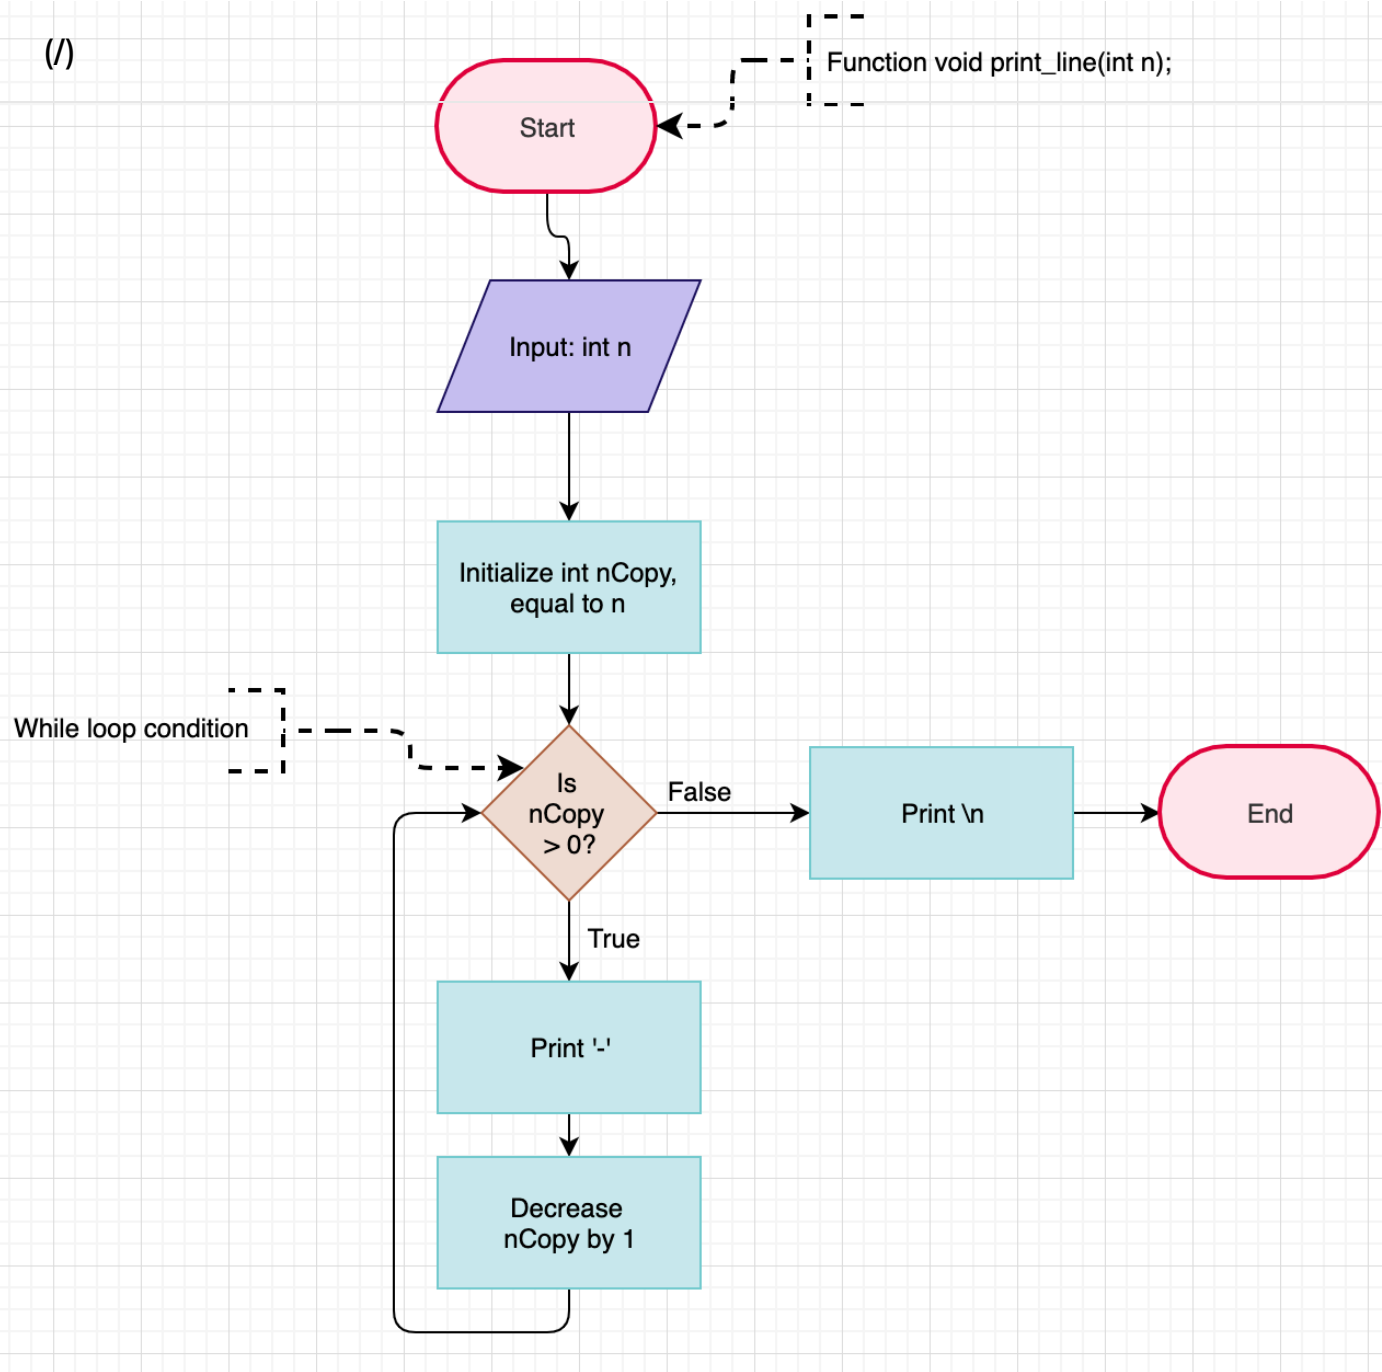 (/)
Function void print_line(int n);
Start
Input: int n
Initialize int nCopy,
equal to n
While loop condition
Is
nCopy
> 0?
False
Print \n
End
True
Print '-'
Decrease
nCopy by 1